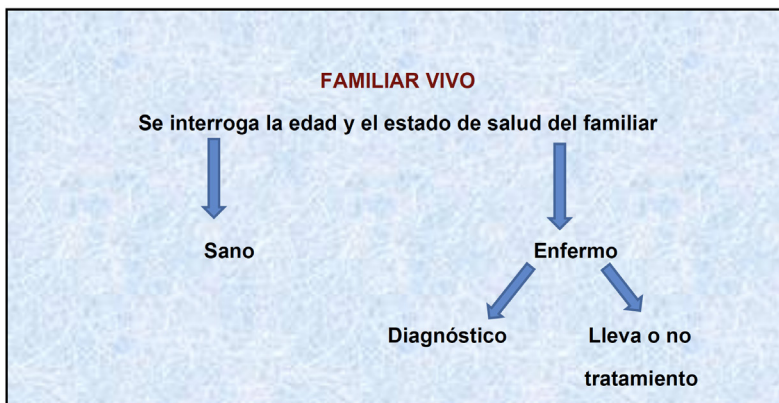 FAMILIAR VIVO
Se interroga la edad y el estado de salud del familiar
Sano
Enfermo
Diagnóstico
Lleva o no
tratamiento